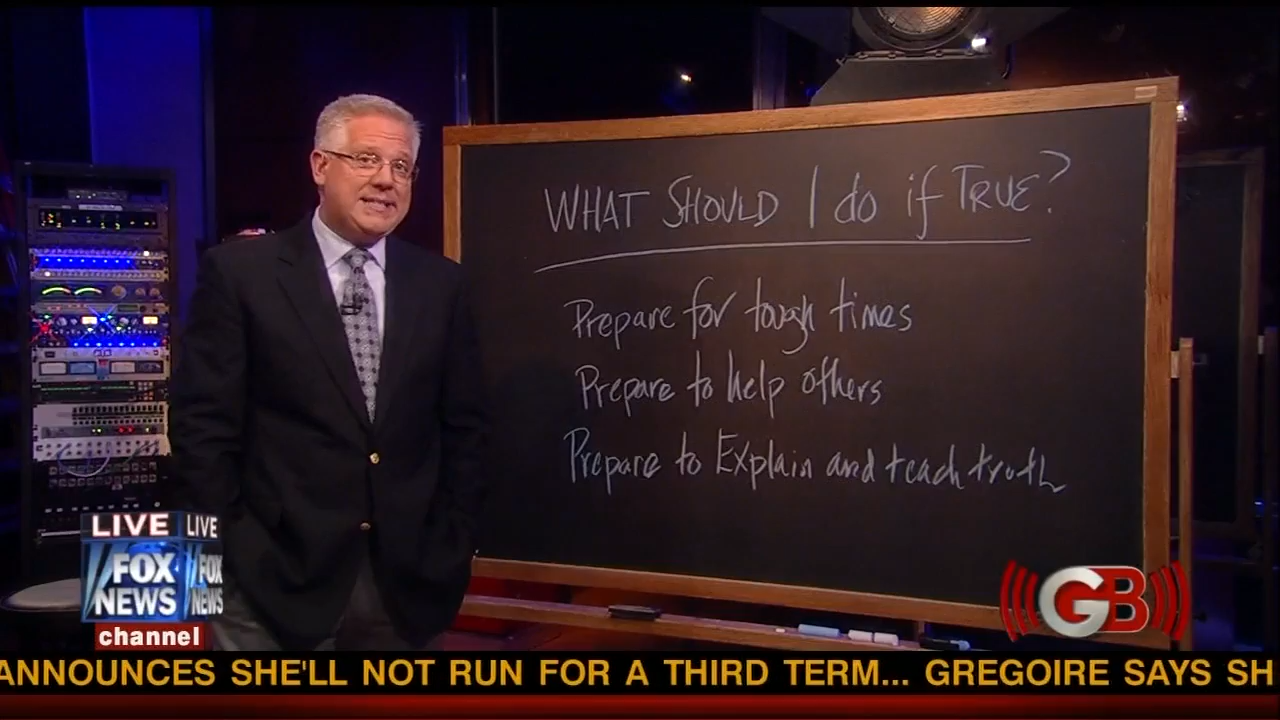 WHAT SHOULD I do if TRUE?
Prepare for tough times
Prepare to help others
Prepare to Explain and teach truth
LIVE LIVE
FOX FOX
NEWS NEWS
channel
GB
ANNOUNCES SHE'LL NOT RUN FOR A THIRD TERM... GREGOIRE SAYS SH